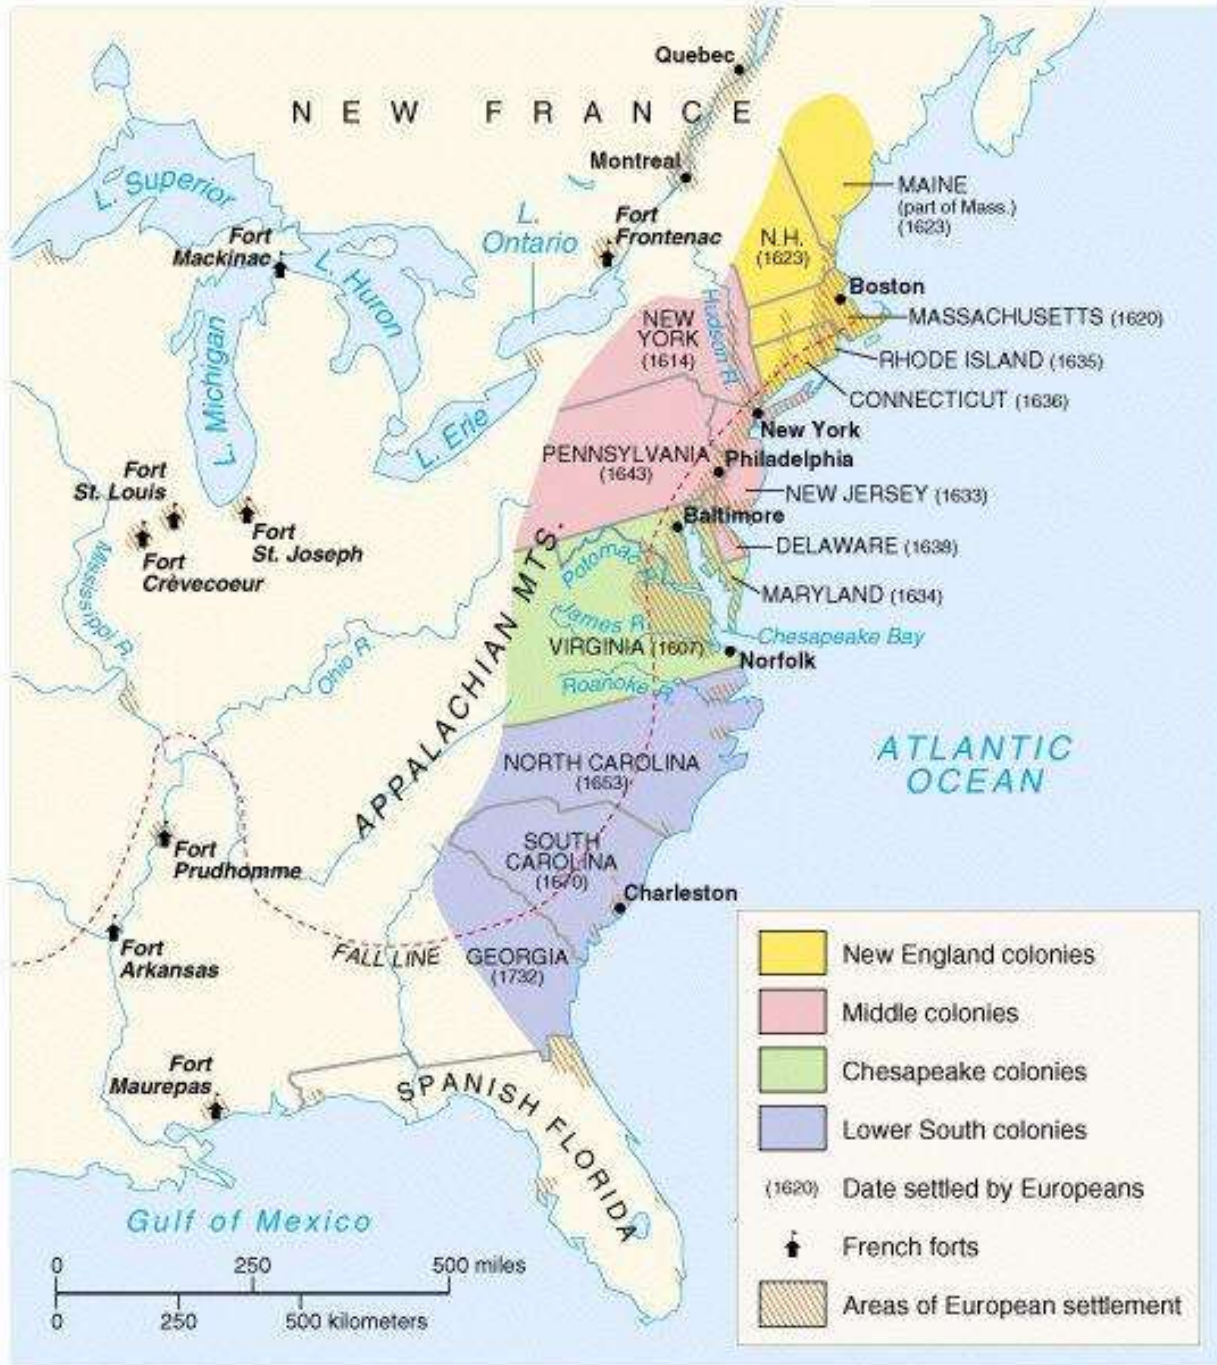 Quebec
NEW FRANCE
Montreal
L. Superior
Fort
Mackinac
L. Huron
L.
Ontario
Fort
Frontenac
MAINE
(part of Mass.)
(1623)
N.H.
(1623)
Boston
MASSACHUSETTS (1620)
RHODE ISLAND (1635)
CONNECTICUT (1636)
NEW
YORK
(1614)
Hudson R.
L. Michigan
L. Erie
New York
PENNSYLVANIA
(1643)
Philadelphia
NEW JERSEY (1633)
Baltimore
DELAWARE (1638)
MARYLAND (1634)
Fort
St. Louis
Fort
St. Joseph
Fort
Crèvecoeur
Mississippi R.
Ohio R.
APPALACHIAN MTS.
Potomac R.
James R.
VIRGINIA (1607)
Chesapeake Bay
Norfolk
Roanoke R.
NORTH CAROLINA
(1653)
ATLANTIC
OCEAN
SOUTH
CAROLINA
(1670)
Charleston
Fort
Prudhomme
Fort
Arkansas
FALL LINE
GEORGIA
(1732)
Fort
Maurepas
SPANISH FLORIDA
Gulf of Mexico
0 250 500 miles
0 250 500 kilometers
New England colonies
Middle colonies
Chesapeake colonies
Lower South colonies
(1620) Date settled by Europeans
French forts
Areas of European settlement